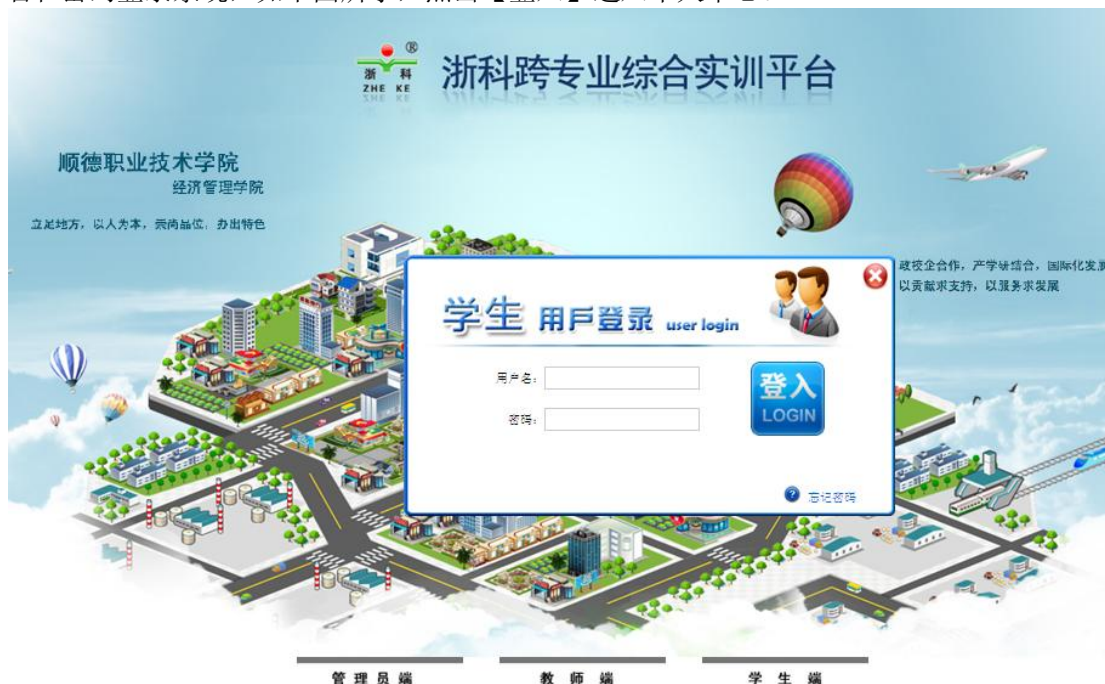 浙科
ZHE KE
®
浙科跨专业综合实训平台
顺德职业技术学院
经济管理学院
立足地方，以人为本，崇尚品位，办出特色
政校企合作，产学研结合，国际化发展
以贡献求支持，以服务求发展
学生 用戶登录 user login
用户名：
密码：
登入
LOGIN
忘记密码
管理员端
教师端
学生端